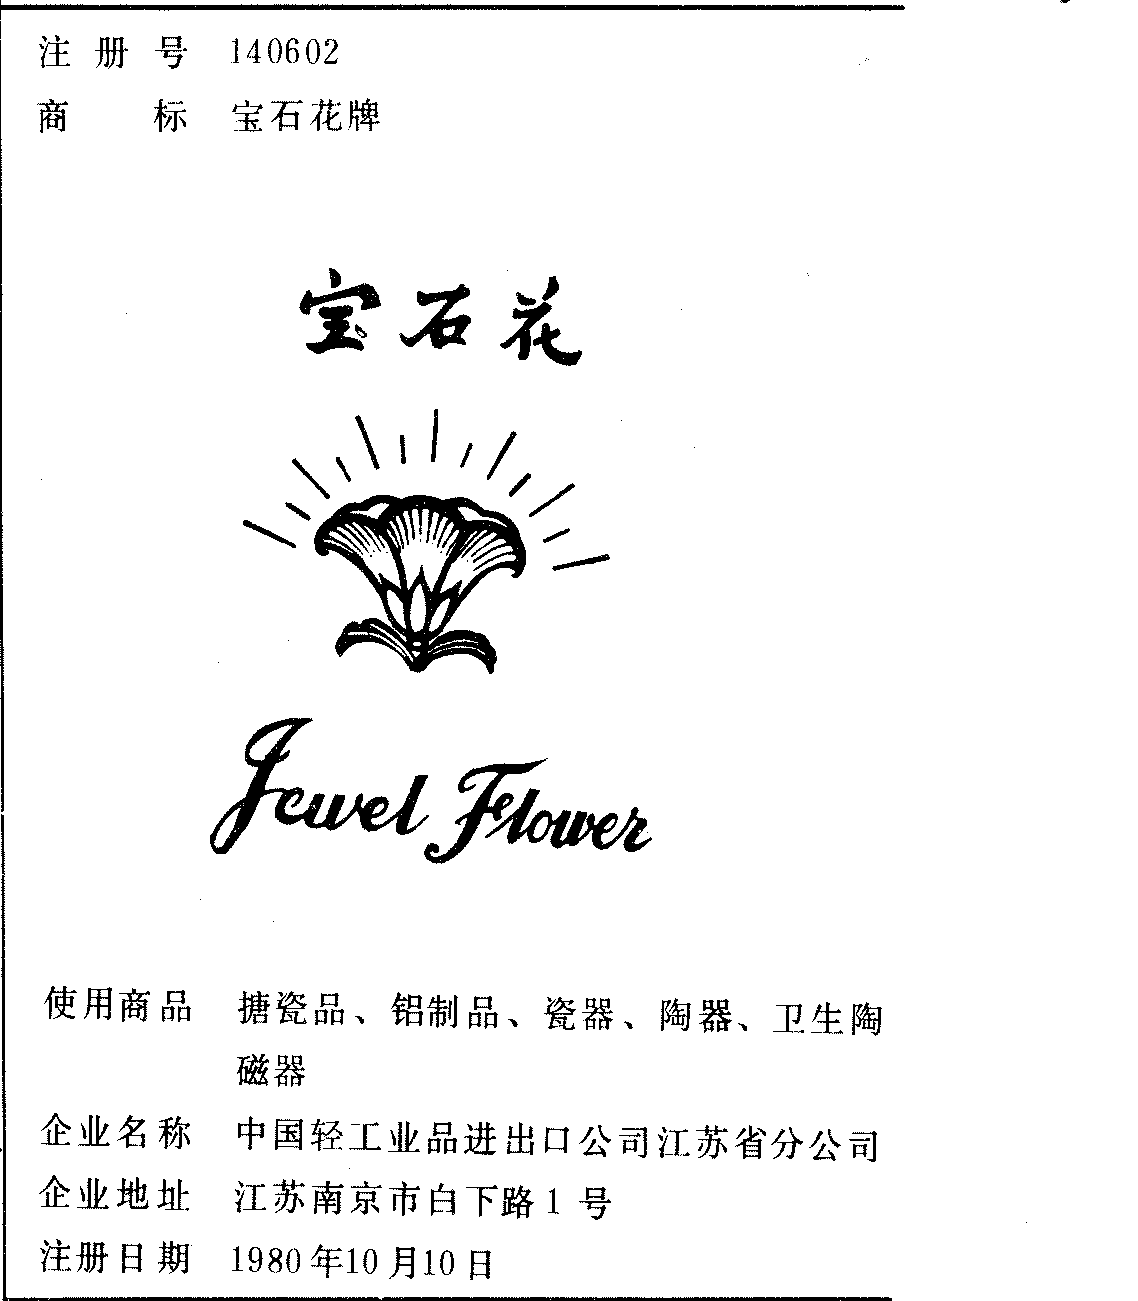 注册号 140602
商标 宝石花牌
宝石花
Jewel Flower
使用商品 搪瓷品、铝制品、瓷器、陶器、卫生陶
磁器
企业名称 中国轻工业品进出口公司江苏省分公司
企业地址 江苏南京市白下路1号
注册日期 1980年10月10日